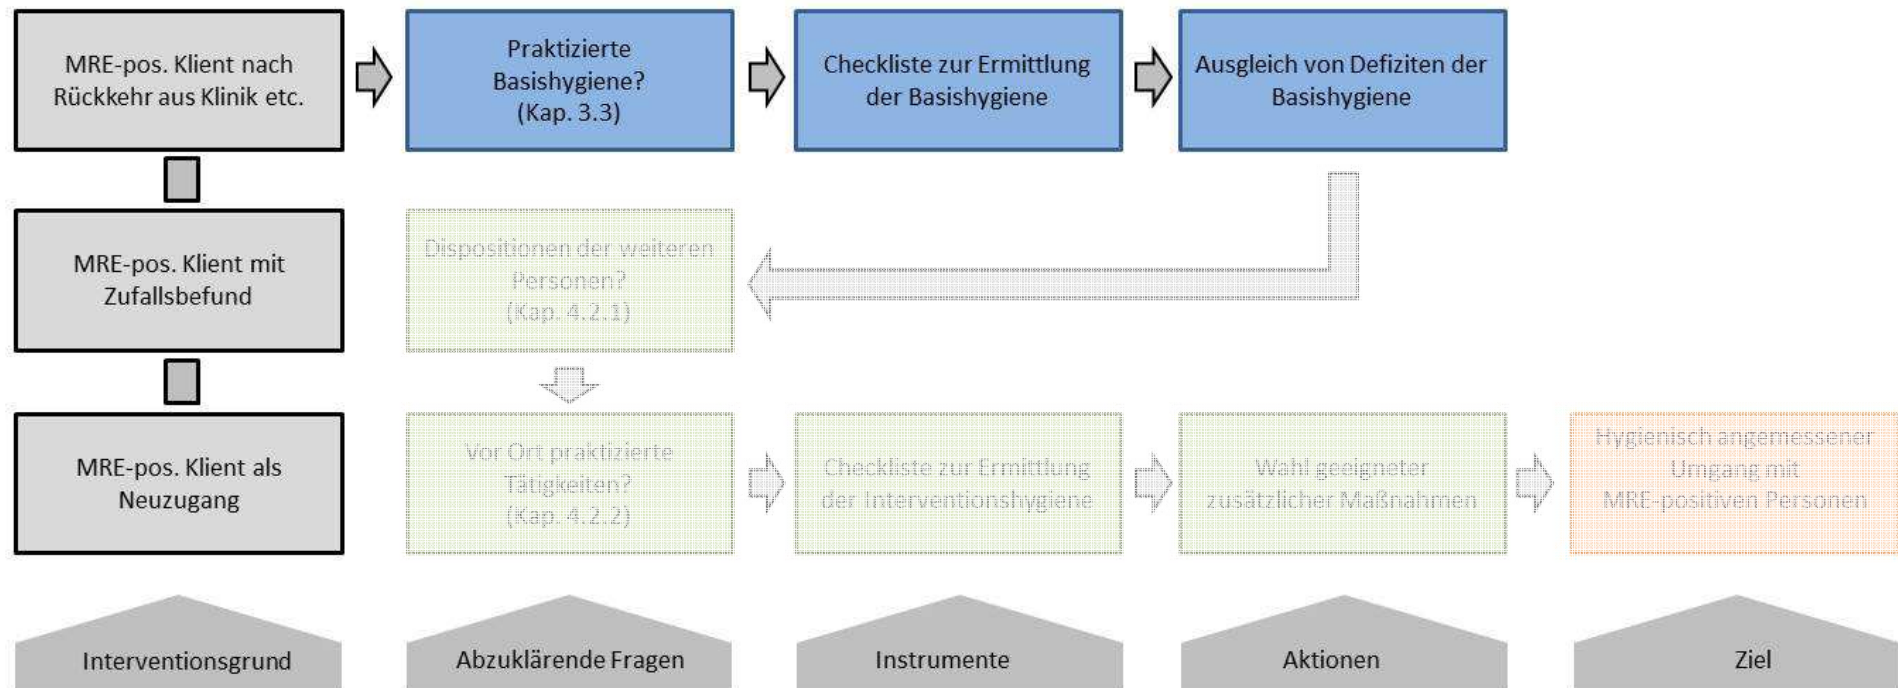 MRE-pos. Klient nach
Rückkehr aus Klinik etc.
Praktizierte
Basishygiene?
(Kap. 3.3)
Checkliste zur Ermittlung
der Basishygiene
Ausgleich von Defiziten der
Basishygiene
MRE-pos. Klient mit
Zufallsbefund
Dispositionen der weiteren
Personen?
(Kap. 4.2.1)
MRE-pos. Klient als
Neuzugang
Vor Ort praktizierte
Tätigkeiten?
(Kap. 4.2.2)
Checkliste zur Ermittlung
der Interventionshygiene
Wahl geeigneter
zusätzlicher Maßnahmen
Hygienisch angemessener
Umgang mit
MRE-positiven Personen
Interventionsgrund
Abzuklärende Fragen
Instrumente
Aktionen
Ziel